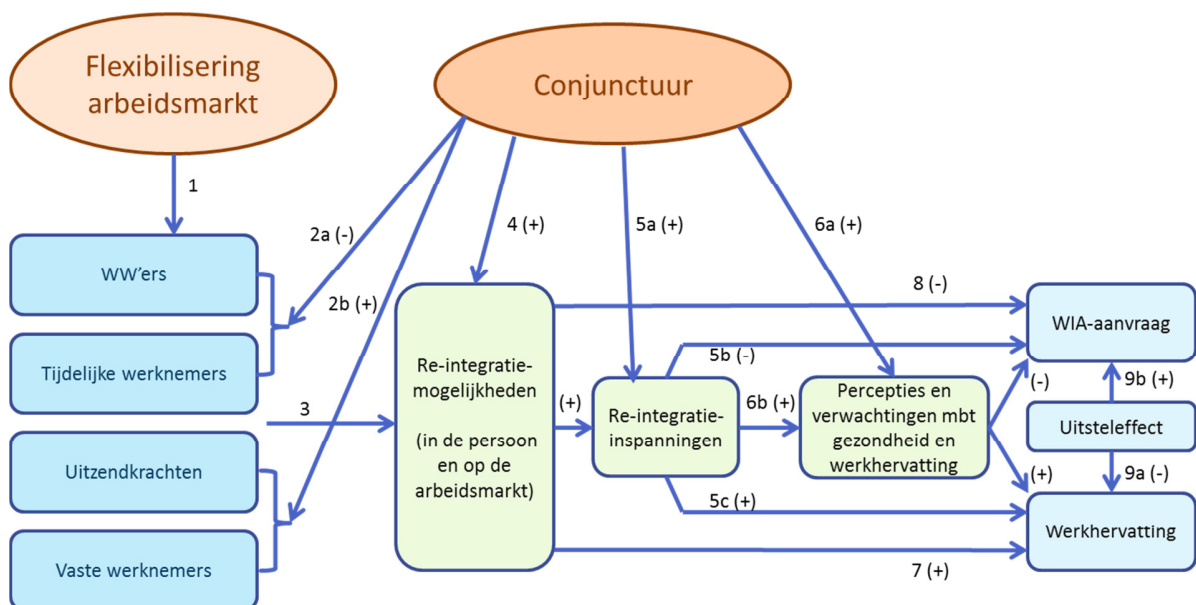 Flexibilisering
arbeidsmarkt
Conjunctuur
1
2a (-)
2b (+)
4 (+)
5a (+)
6a (+)
WW'ers
Tijdelijke werknemers
3
Uitzendkrachten
Vaste werknemers
Re-integratie-
mogelijkheden
(in de persoon
en op de
arbeidsmarkt)
(+)
Re-integratie-
inspanningen
6b (+)
Percepties en
verwachtingen mbt
gezondheid en
werkhervatting
8 (-)
5b (-)
5c (+)
7 (+)
(-)
(+)
WIA-aanvraag
9b (+)
Uitsteleffect
9a (-)
Werkhervatting